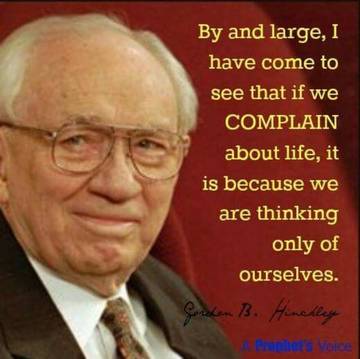 By and large, I
have come to
see that if we
COMPLAIN
about life, it
is because we
are thinking
only of
ourselves.
Gordon B. Hinckley
A Prophet's Voice